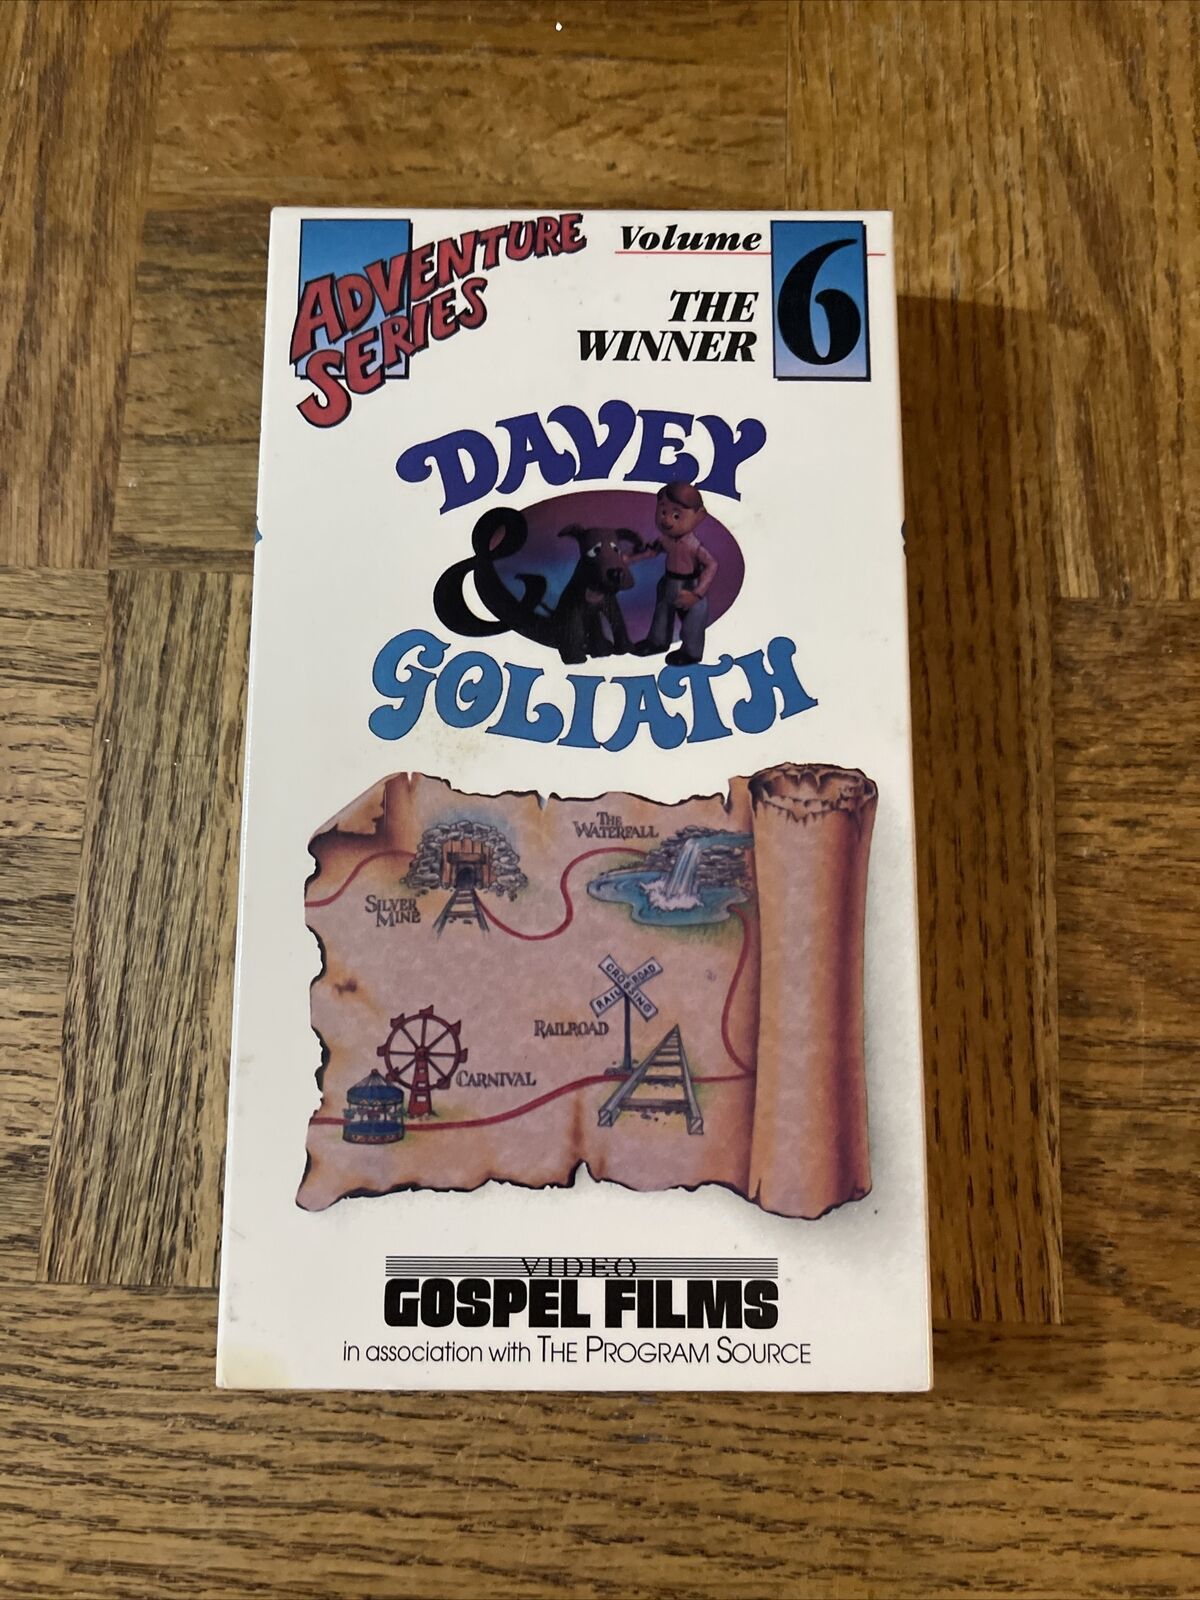 ADVENTURE
SERIES
Volume
6
THE
WINNER
DAVEY
&
GOLIATH
THE
WATERFALL
SILVER
MINE
RAILROAD
CROSSING
RAILROAD
CARNIVAL
VIDEO
GOSPEL FILMS
in association with THE PROGRAM SOURCE